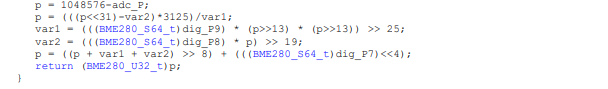 p = 1048576-adc_P;
p = (((p<<31)-var2)*3125)/var1;
var1 = (((BME280_S64_t)dig_P9) * (p>>13) * (p>>13)) >> 25;
var2 = (((BME280_S64_t)dig_P8) * p) >> 19;
p = ((p + var1 + var2) >> 8) + (((BME280_S64_t)dig_P7)<<4);
return (BME280_U32_t)p;
}